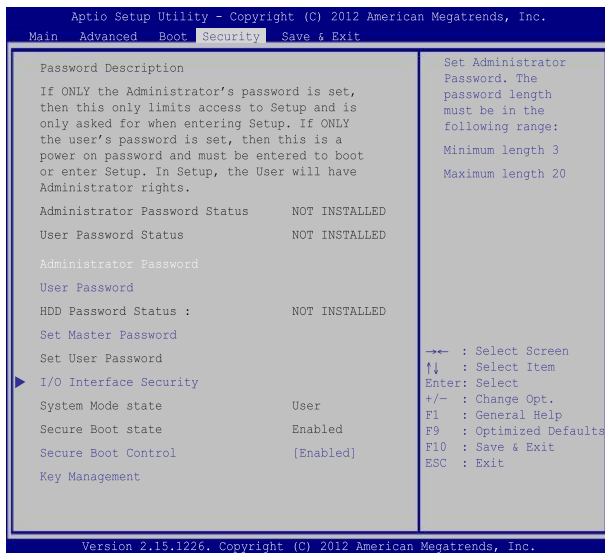 Aptio Setup Utility - Copyright (C) 2012 American Megatrends, Inc.
Main Advanced Boot Security Save & Exit
Password Description
If ONLY the Administrator's password is set,
then this only limits access to Setup and is
only asked for when entering Setup. If ONLY
the user's password is set, then this is a
power on password and must be entered to boot
or enter Setup. In Setup, the User will have
Administrator rights.
Administrator Password Status NOT INSTALLED
User Password Status NOT INSTALLED
Administrator Password
User Password
HDD Password Status : NOT INSTALLED
Set Master Password
Set User Password
I/O Interface Security
System Mode state User
Secure Boot state Enabled
Secure Boot Control [Enabled]
Key Management
Set Administrator
Password. The
password length
must be in the
following range:
Minimum length 3
Maximum length 20
→← : Select Screen
↑↓ : Select Item
Enter: Select
+/— : Change Opt.
F1 : General Help
F9 : Optimized Defaults
F10 : Save & Exit
ESC : Exit
Version 2.15.1226. Copyright (C) 2012 American Megatrends, Inc.